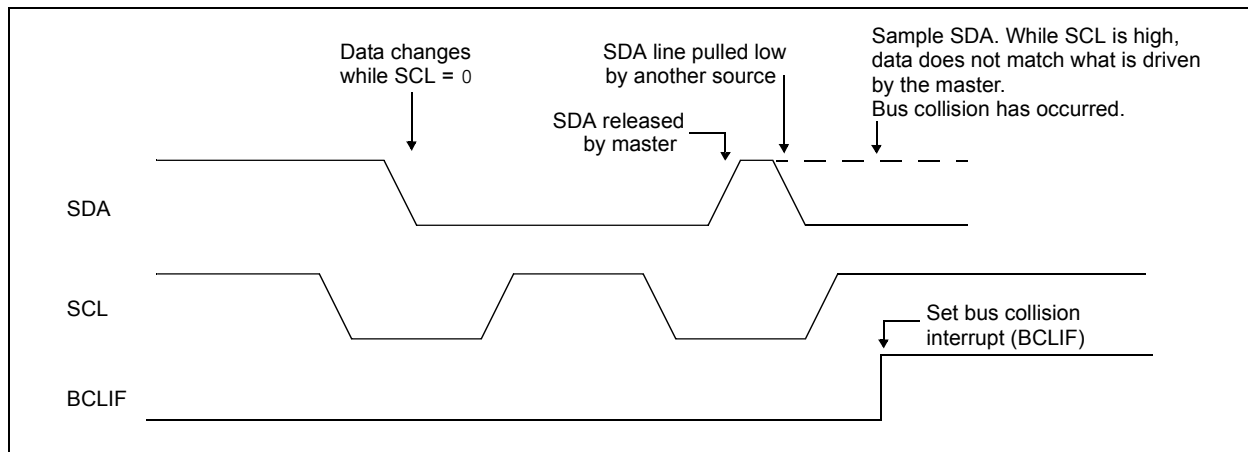 Data changes
while SCL = 0
SDA line pulled low
by another source
Sample SDA. While SCL is high,
data does not match what is driven
by the master.
Bus collision has occurred.
SDA released
by master
SDA
SCL
Set bus collision
interrupt (BCLIF)
BCLIF